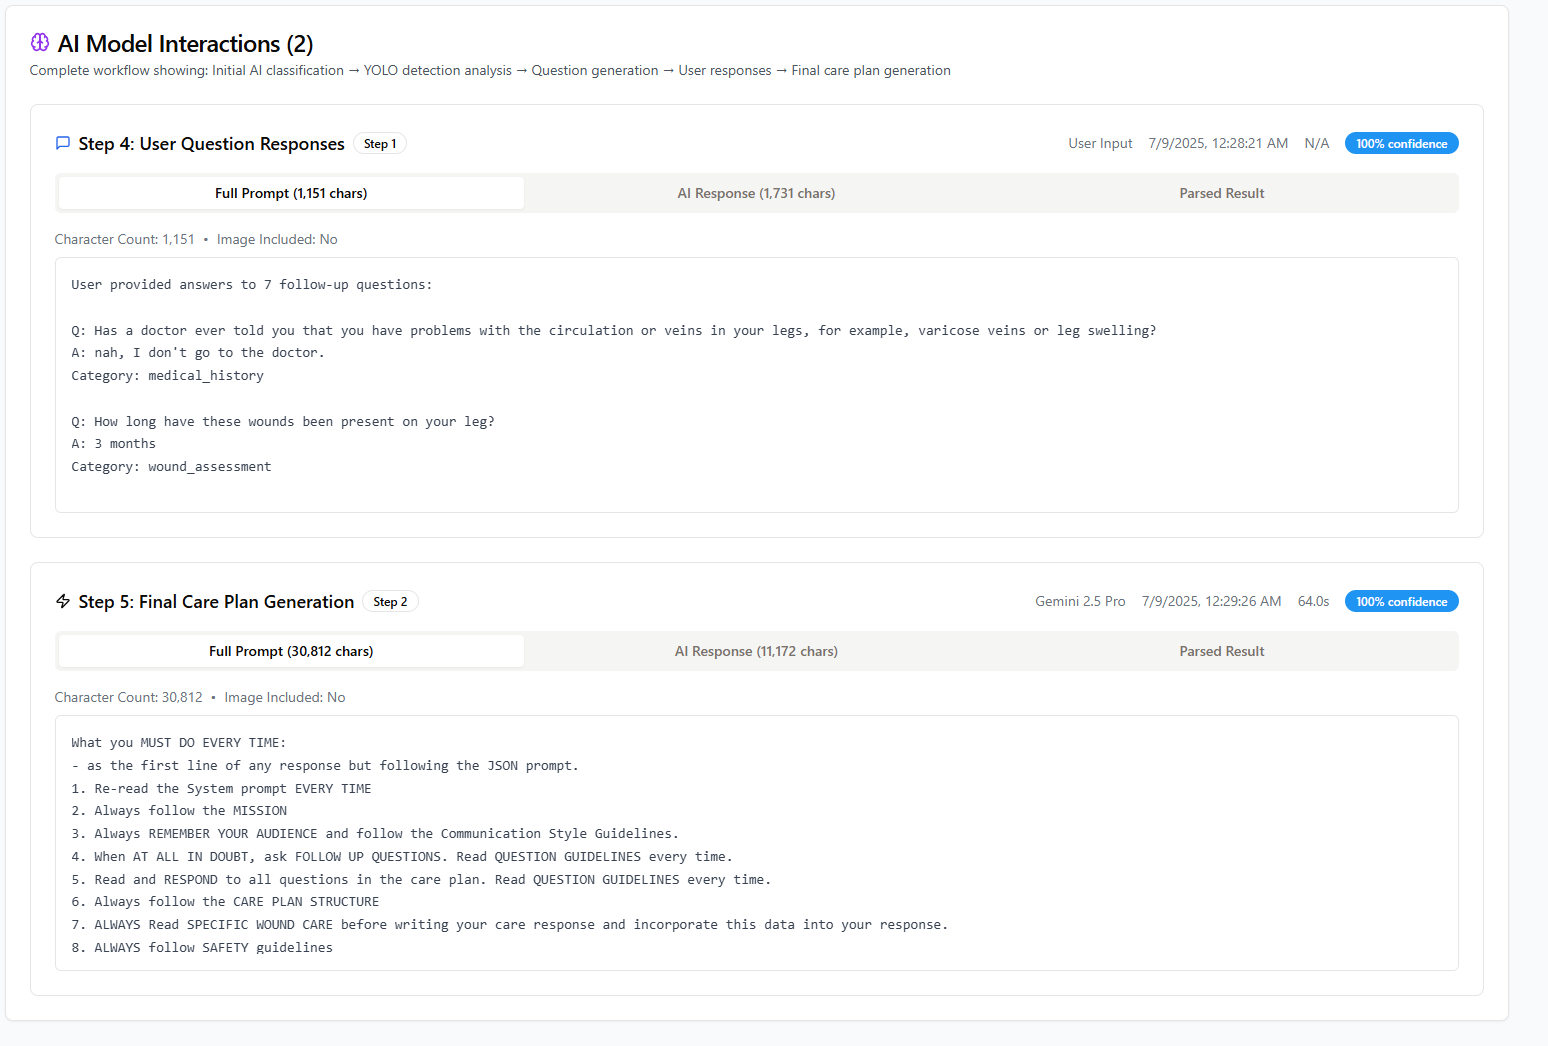 AI Model Interactions (2)
Complete workflow showing: Initial AI classification → YOLO detection analysis → Question generation → User responses → Final care plan generation
Step 4: User Question Responses Step 1 User Input 7/9/2025, 12:28:21 AM N/A 100% confidence
Full Prompt (1,151 chars) AI Response (1,731 chars) Parsed Result
Character Count: 1,151 • Image Included: No
User provided answers to 7 follow-up questions:
Q: Has a doctor ever told you that you have problems with the circulation or veins in your legs, for example, varicose veins or leg swelling?
A: nah, I don't go to the doctor.
Category: medical_history
Q: How long have these wounds been present on your leg?
A: 3 months
Category: wound_assessment
Step 5: Final Care Plan Generation Step 2 Gemini 2.5 Pro 7/9/2025, 12:29:26 AM 64.0s 100% confidence
Full Prompt (30,812 chars) AI Response (11,172 chars) Parsed Result
Character Count: 30,812 • Image Included: No
What you MUST DO EVERY TIME:
- as the first line of any response but following the JSON prompt.
1. Re-read the System prompt EVERY TIME
2. Always follow the MISSION
3. Always REMEMBER YOUR AUDIENCE and follow the Communication Style Guidelines.
4. When AT ALL IN DOUBT, ask FOLLOW UP QUESTIONS. Read QUESTION GUIDELINES every time.
5. Read and RESPOND to all questions in the care plan. Read QUESTION GUIDELINES every time.
6. Always follow the CARE PLAN STRUCTURE
7. ALWAYS Read SPECIFIC WOUND CARE before writing your care response and incorporate this data into your response.
8. ALWAYS follow SAFETY guidelines